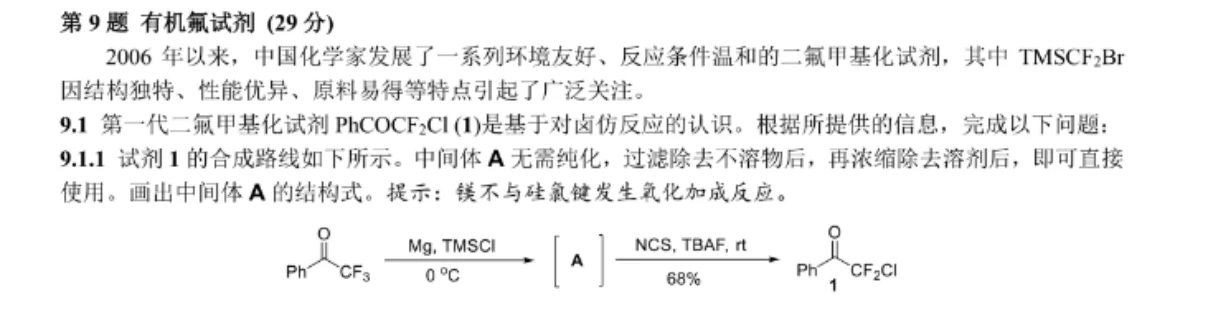 第 9 题 有机氟试剂 (29 分)
2006 年以来，中国化学家发展了一系列环境友好、反应条件温和的二氟甲基化试剂，其中 TMSCF₂Br
因结构独特、性能优异、原料易得等特点引起了广泛关注。
9.1 第一代二氟甲基化试剂 PhCOCF₂Cl (1)是基于对卤仿反应的认识。根据所提供的信息，完成以下问题：
9.1.1 试剂 1 的合成路线如下所示。中间体 A 无需纯化，过滤除去不溶物后，再浓缩除去溶剂后，即可直接
使用。画出中间体 A 的结构式。提示：镁不与硅氯键发生氧化加成反应。
O
Ph CF₃
Mg, TMSCl
0 °C
[ A ]
NCS, TBAF, rt
68%
O
Ph CF₂Cl
1